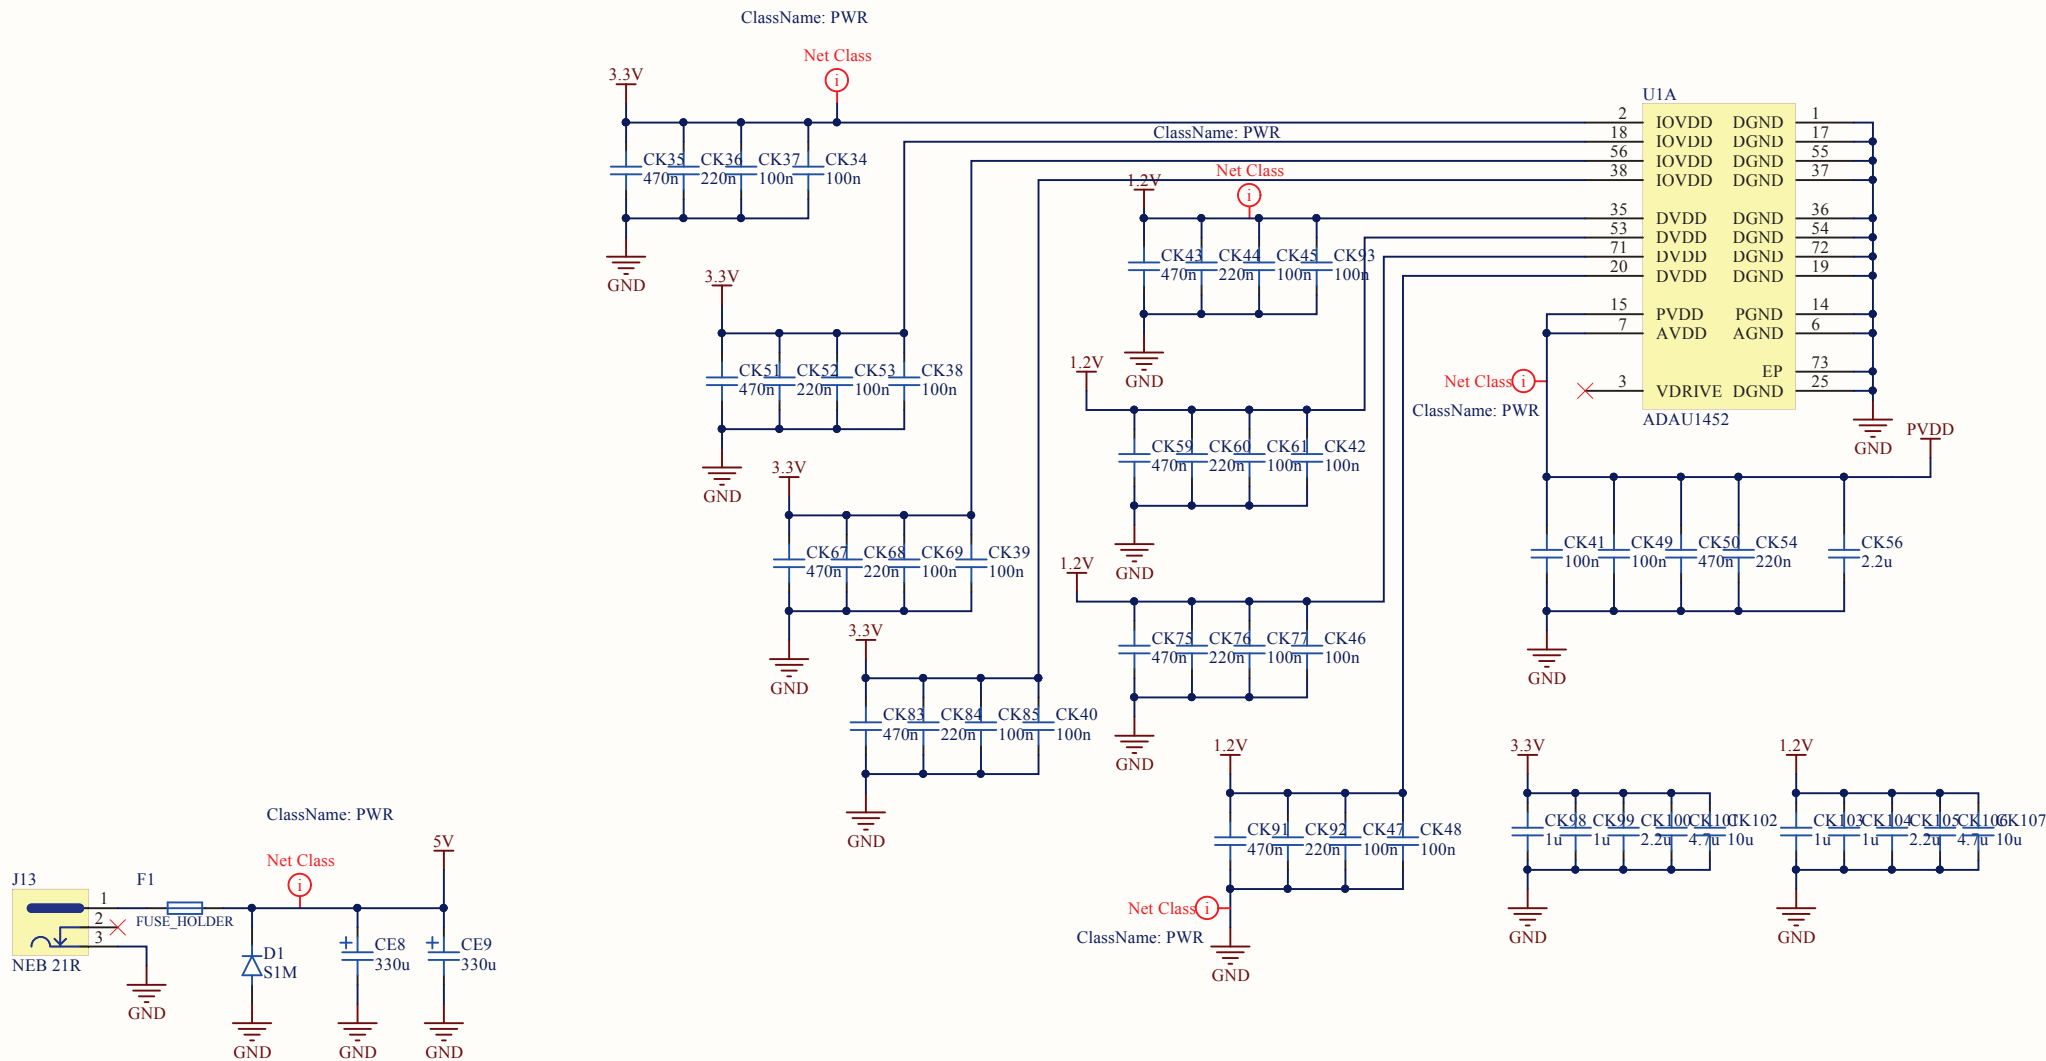 ClassName: PWR
Net Class
i
3.3V
CK35 CK36 CK37 CK34
470n 220n 100n 100n
GND
3.3V
CK51 CK52 CK53 CK38
470n 220n 100n 100n
GND
3.3V
CK67 CK68 CK69 CK39
470n 220n 100n 100n
GND
3.3V
CK83 CK84 CK85 CK40
470n 220n 100n 100n
GND
ClassName: PWR
Net Class
i
1.2V
CK43 CK44 CK45 CK93
470n 220n 100n 100n
GND
1.2V
CK59 CK60 CK61 CK42
470n 220n 100n 100n
GND
1.2V
CK75 CK76 CK77 CK46
470n 220n 100n 100n
GND
1.2V
CK91 CK92 CK47 CK48
470n 220n 100n 100n
Net Class i
ClassName: PWR
GND
U1A
2 IOVDD DGND 1
18 IOVDD DGND 17
56 IOVDD DGND 55
38 IOVDD DGND 37
35 DVDD DGND 36
53 DVDD DGND 54
71 DVDD DGND 72
20 DVDD DGND 19
15 PVDD PGND 14
7 AVDD AGND 6
EP 73
3 VDRIVE DGND 25
ADAU1452
GND
Net Class i
ClassName: PWR
PVDD
CK41 CK49 CK50 CK54 CK56
100n 100n 470n 220n 2.2u
GND
3.3V
CK98 CK99 CK100 CK101 CK102
1u 1u 2.2u 4.7u 10u
GND
1.2V
CK103 CK104 CK105 CK106 CK107
1u 1u 2.2u 4.7u 10u
GND
ClassName: PWR
Net Class
i
5V
J13
1
2
3
NEB 21R
GND
F1
FUSE_HOLDER
D1
S1M
GND
+
CE8
330u
GND
+
CE9
330u
GND